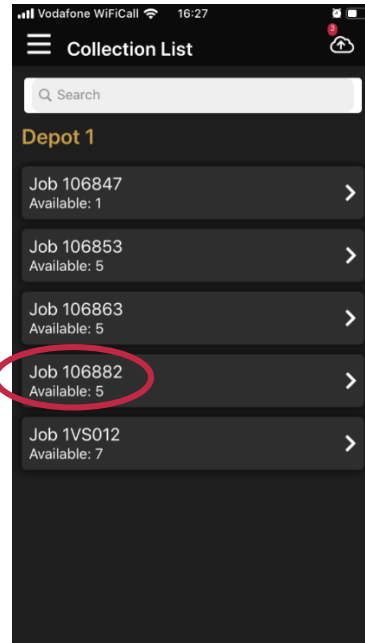 Vodafone WiFiCall 16:27
3
Collection List
Search
Depot 1
Job 106847
Available: 1
Job 106853
Available: 5
Job 106863
Available: 5
Job 106882
Available: 5
Job 1VS012
Available: 7